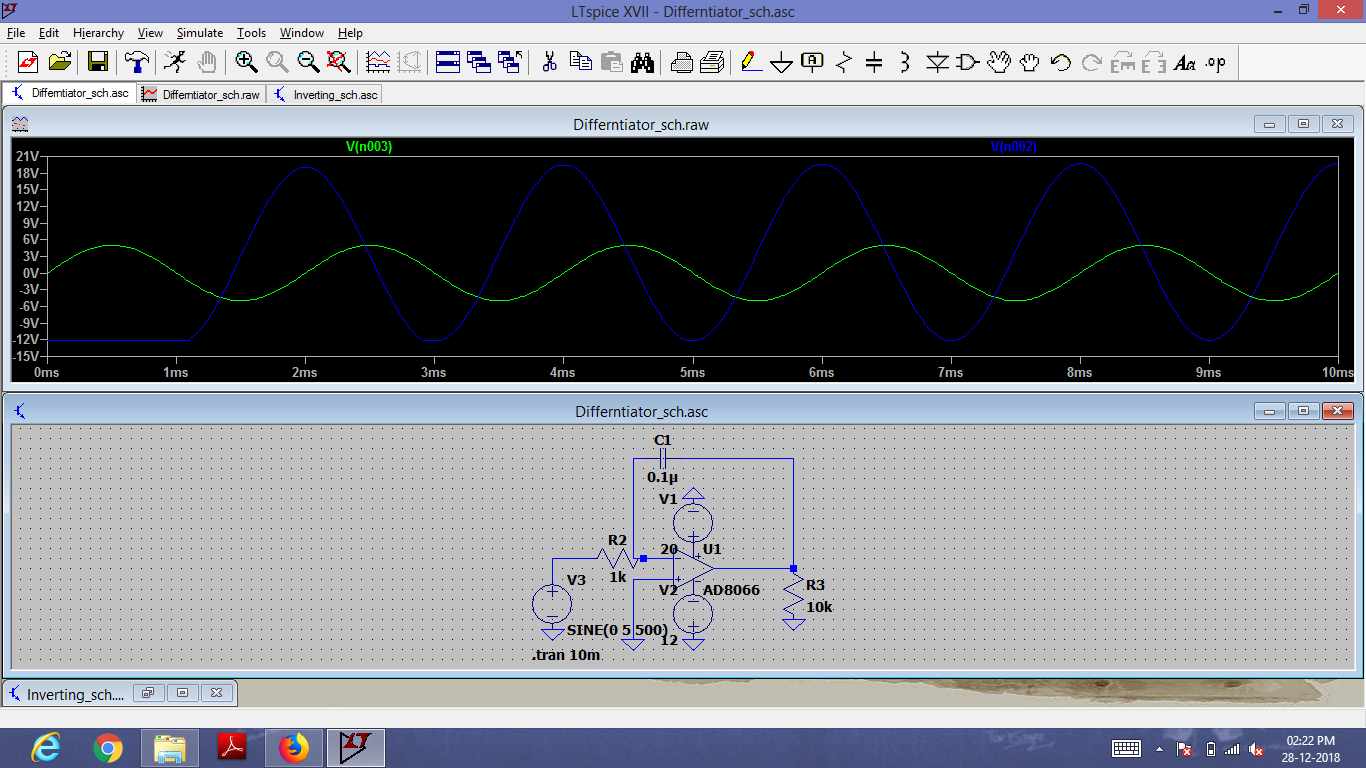 LTspice XVII - Differntiator_sch.asc
File Edit Hierarchy View Simulate Tools Window Help
Differntiator_sch.asc Differntiator_sch.raw Inverting_sch.asc
Differntiator_sch.raw
V(n003) V(n002)
21V
18V
15V
12V
9V
6V
3V
0V
-3V
-6V
-9V
-12V
-15V
0ms 1ms 2ms 3ms 4ms 5ms 6ms 7ms 8ms 9ms 10ms
Differntiator_sch.asc
C1
0.1µ
V1
R2 20 U1
1k
V3 V2 AD8066 R3
10k
SINE(0 5 500) 12
.tran 10m
Inverting_sch....
02:22 PM
28-12-2018